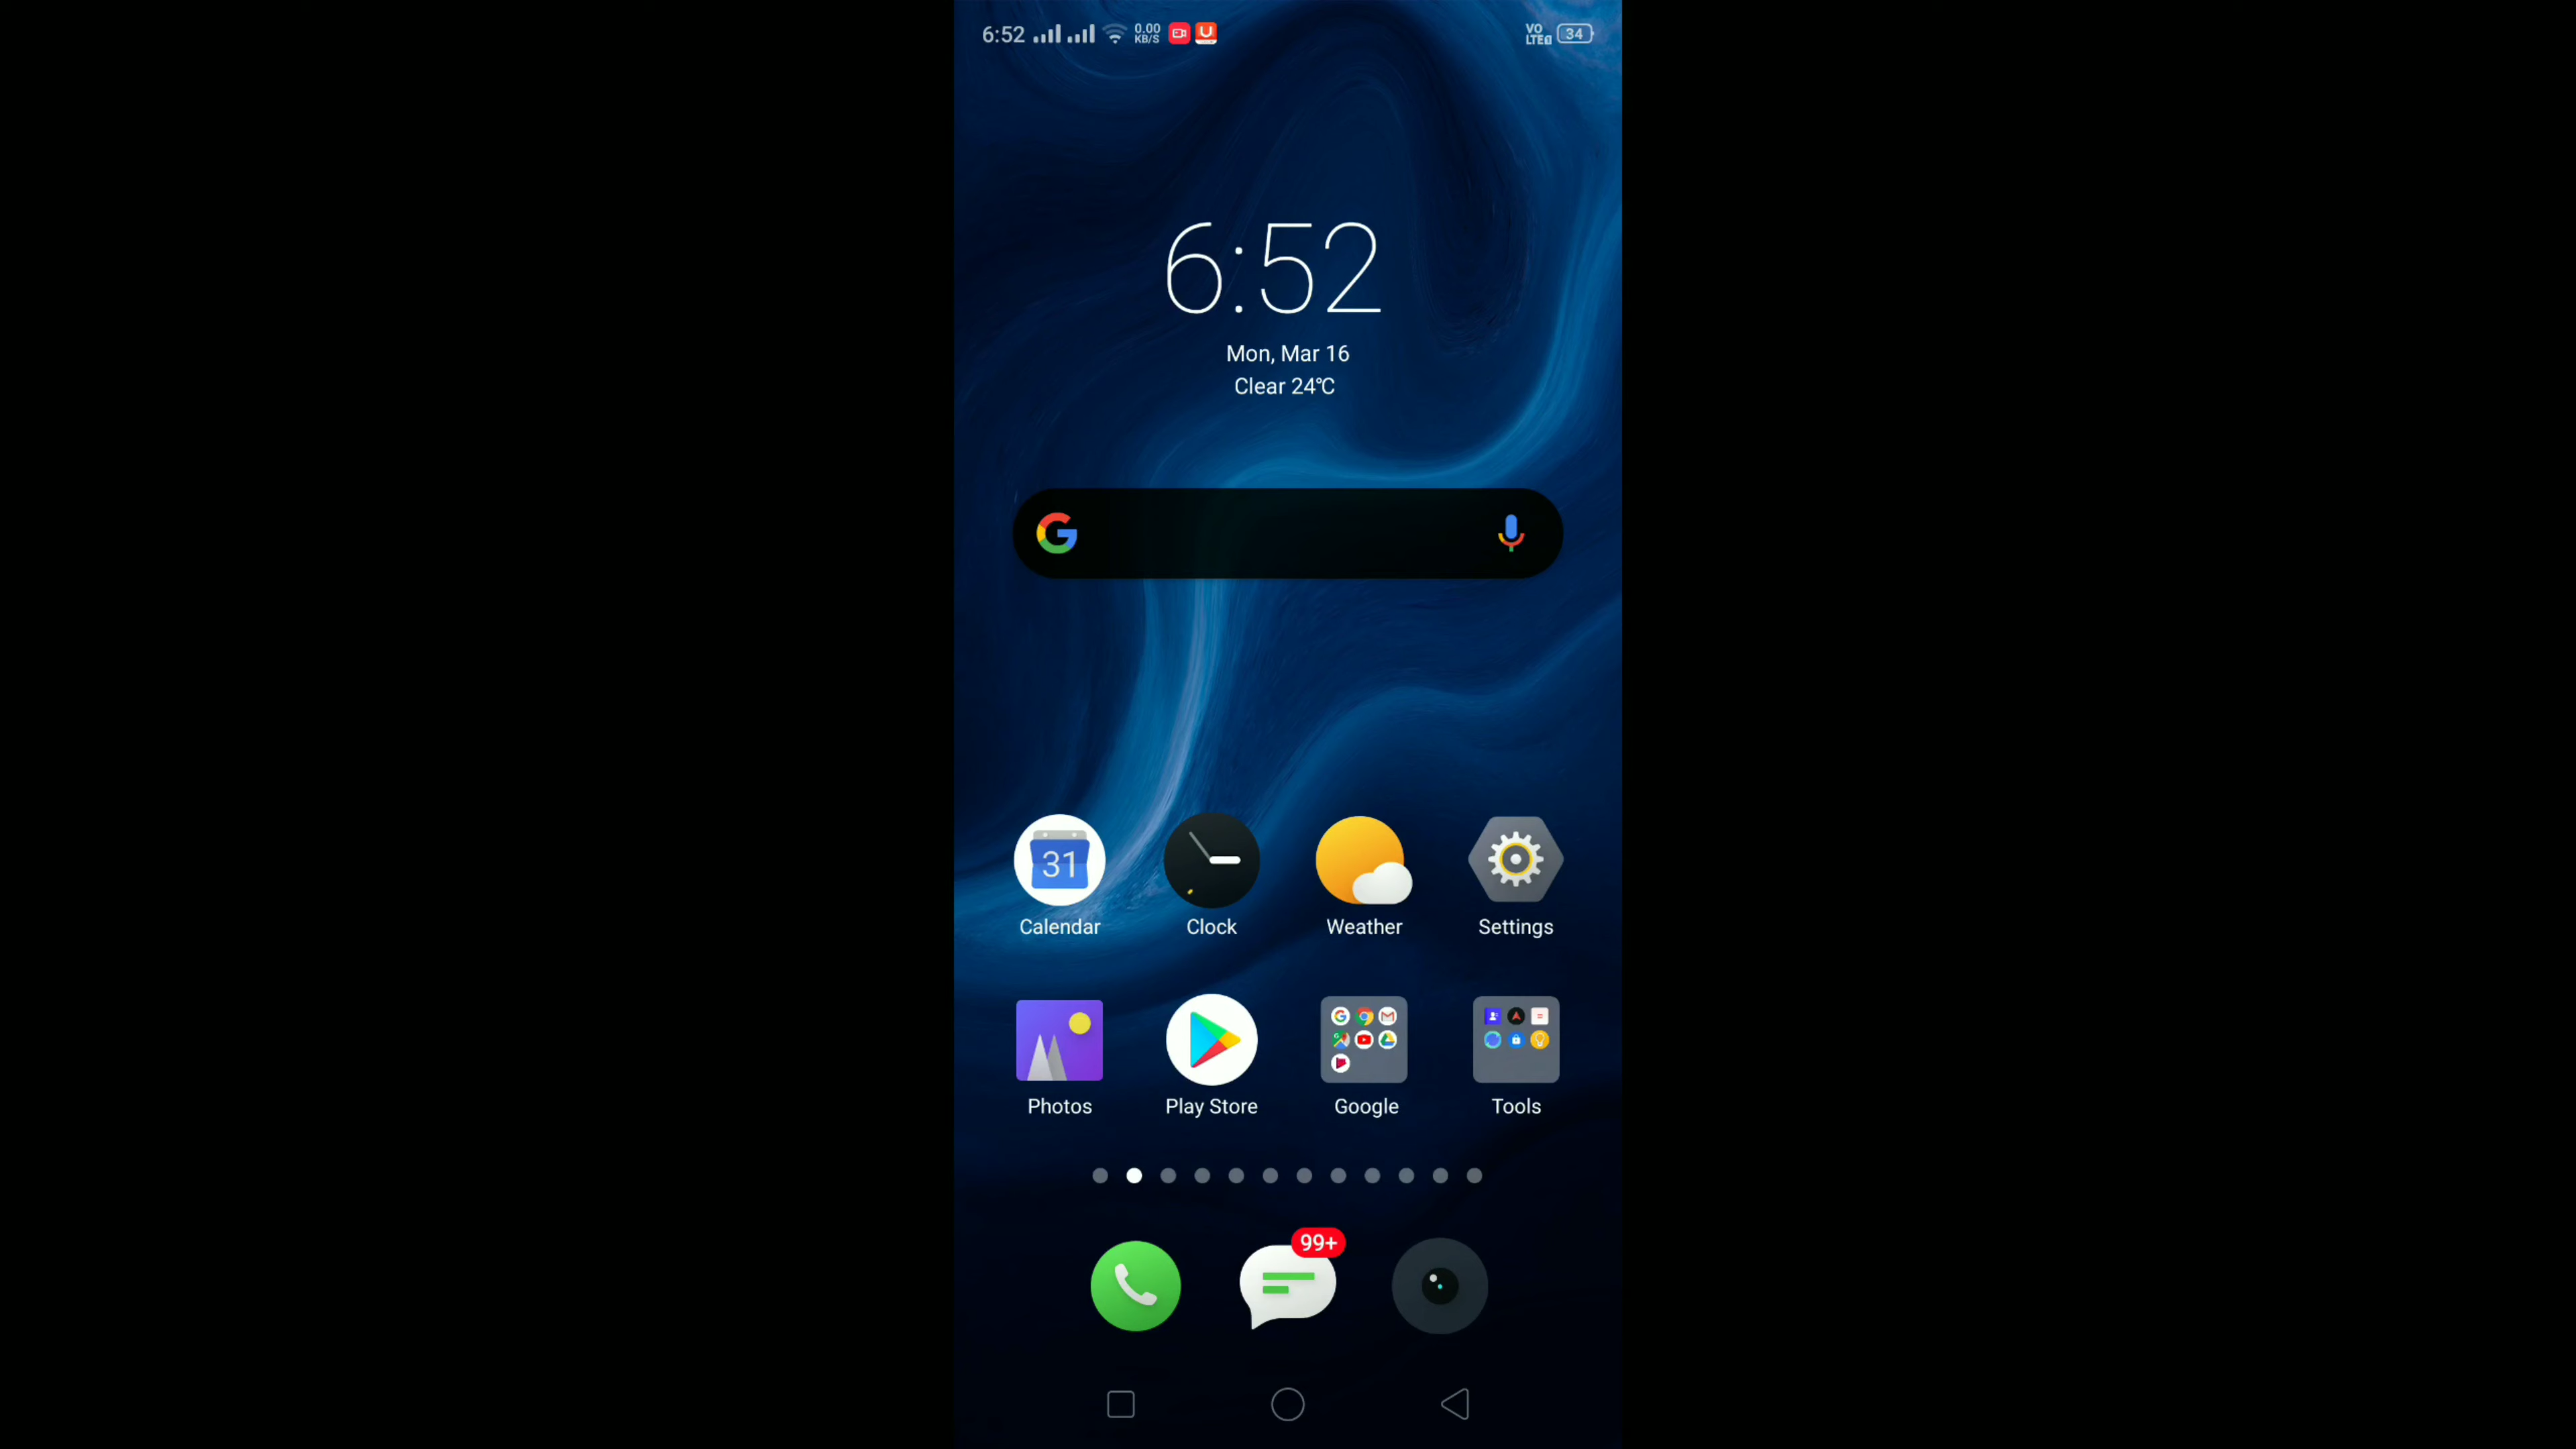 6:52 0.00 KB/S VO LTE 34
6:52
Mon, Mar 16
Clear 24°C
31
Calendar Clock Weather Settings
Photos Play Store Google Tools
99+